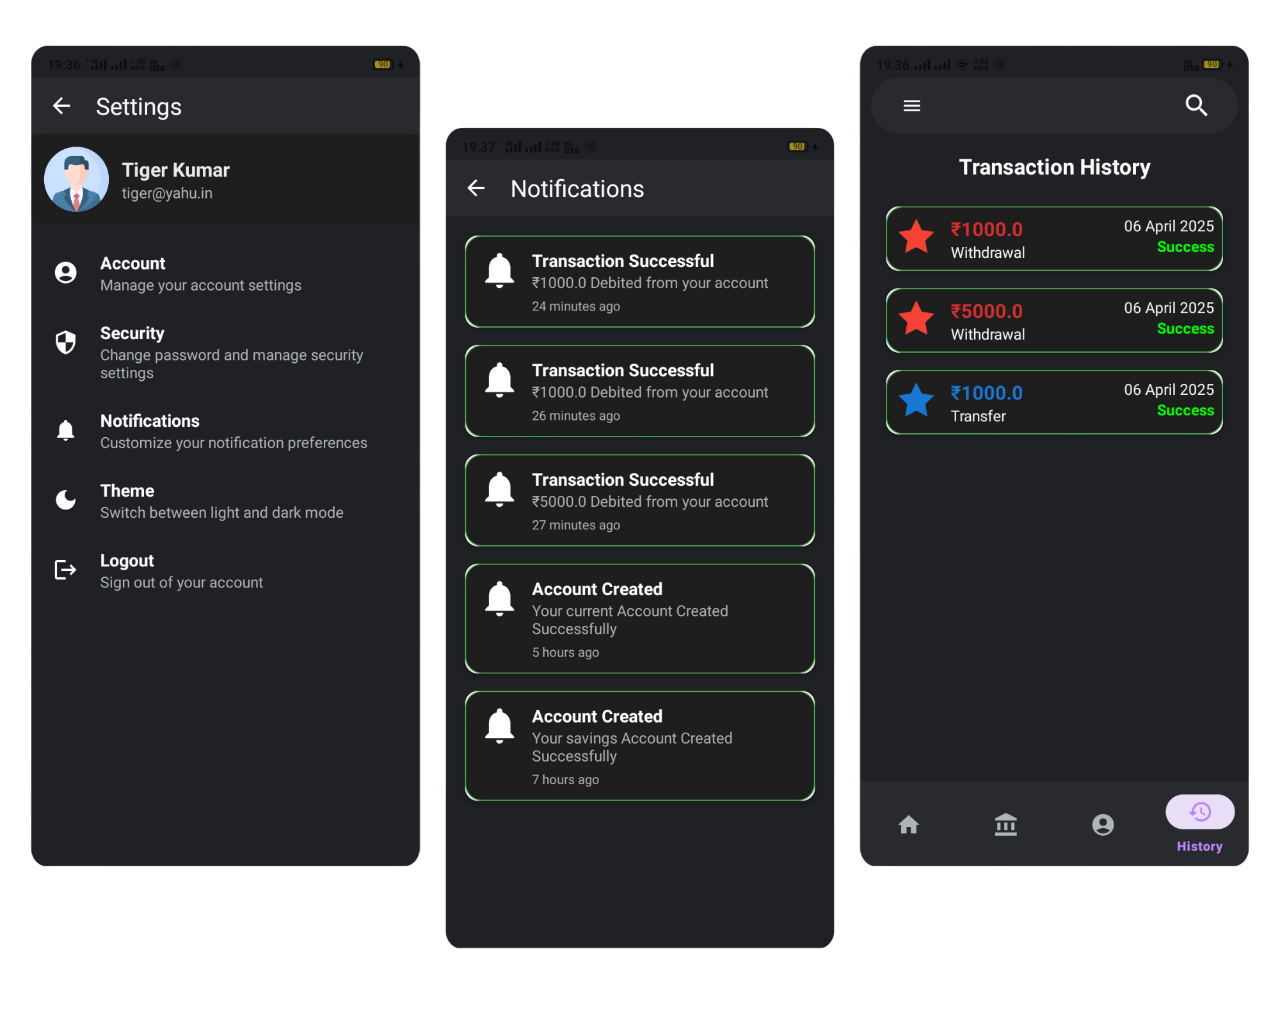 19:36
90
Settings
Tiger Kumar
tiger@yahu.in
Account
Manage your account settings
Security
Change password and manage security
settings
Notifications
Customize your notification preferences
Theme
Switch between light and dark mode
Logout
Sign out of your account
19:37
90
Notifications
Transaction Successful
₹1000.0 Debited from your account
24 minutes ago
Transaction Successful
₹1000.0 Debited from your account
26 minutes ago
Transaction Successful
₹5000.0 Debited from your account
27 minutes ago
Account Created
Your current Account Created
Successfully
5 hours ago
Account Created
Your savings Account Created
Successfully
7 hours ago
19:36
90
Transaction History
₹1000.0 06 April 2025
Withdrawal Success
₹5000.0 06 April 2025
Withdrawal Success
₹1000.0 06 April 2025
Transfer Success
History